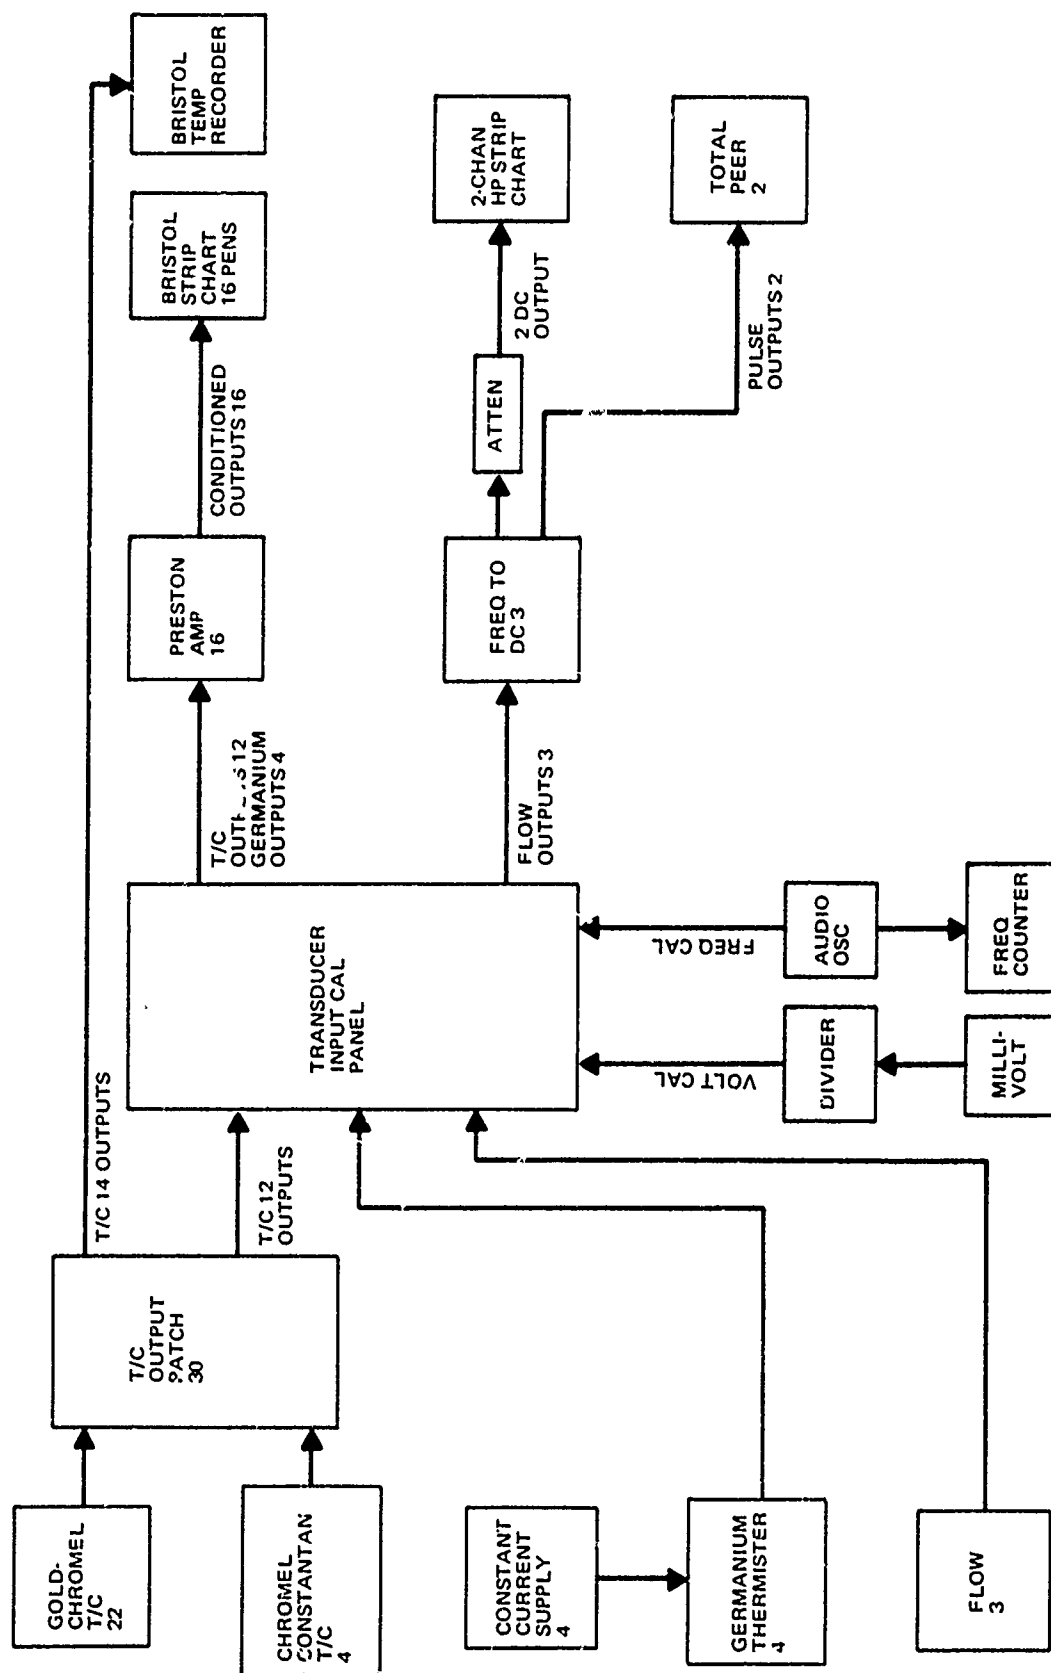 GOLD-
CHROMEL
T/C
22
CHROMEL
CONSTANTAN
T/C
4
T/C
OUTPUT
PATCH
30
T/C 14 OUTPUTS
T/C 12
OUTPUTS
CONSTANT
CURRENT
SUPPLY
4
GERMANIUM
THERMISTER
4
FLOW
3
TRANSDUCER
INPUT CAL
PANEL
VOLT CAL
FREQ CAL
DIVIDER
MILLI-
VOLT
AUDIO
OSC
FREQ
COUNTER
T/C
12
GERMANIUM
OUTPUTS 4
FLOW
OUTPUTS 3
PRESTON
AMP
16
CONDITIONED
OUTPUTS 16
BRISTOL
STRIP
CHART
16 PENS
BRISTOL
TEMP
RECORDER
FREQ TO
DC 3
ATTEN
2 DC
OUTPUT
2-CHAN
HP STRIP
CHART
PULSE
OUTPUTS 2
TOTAL
PEER
2